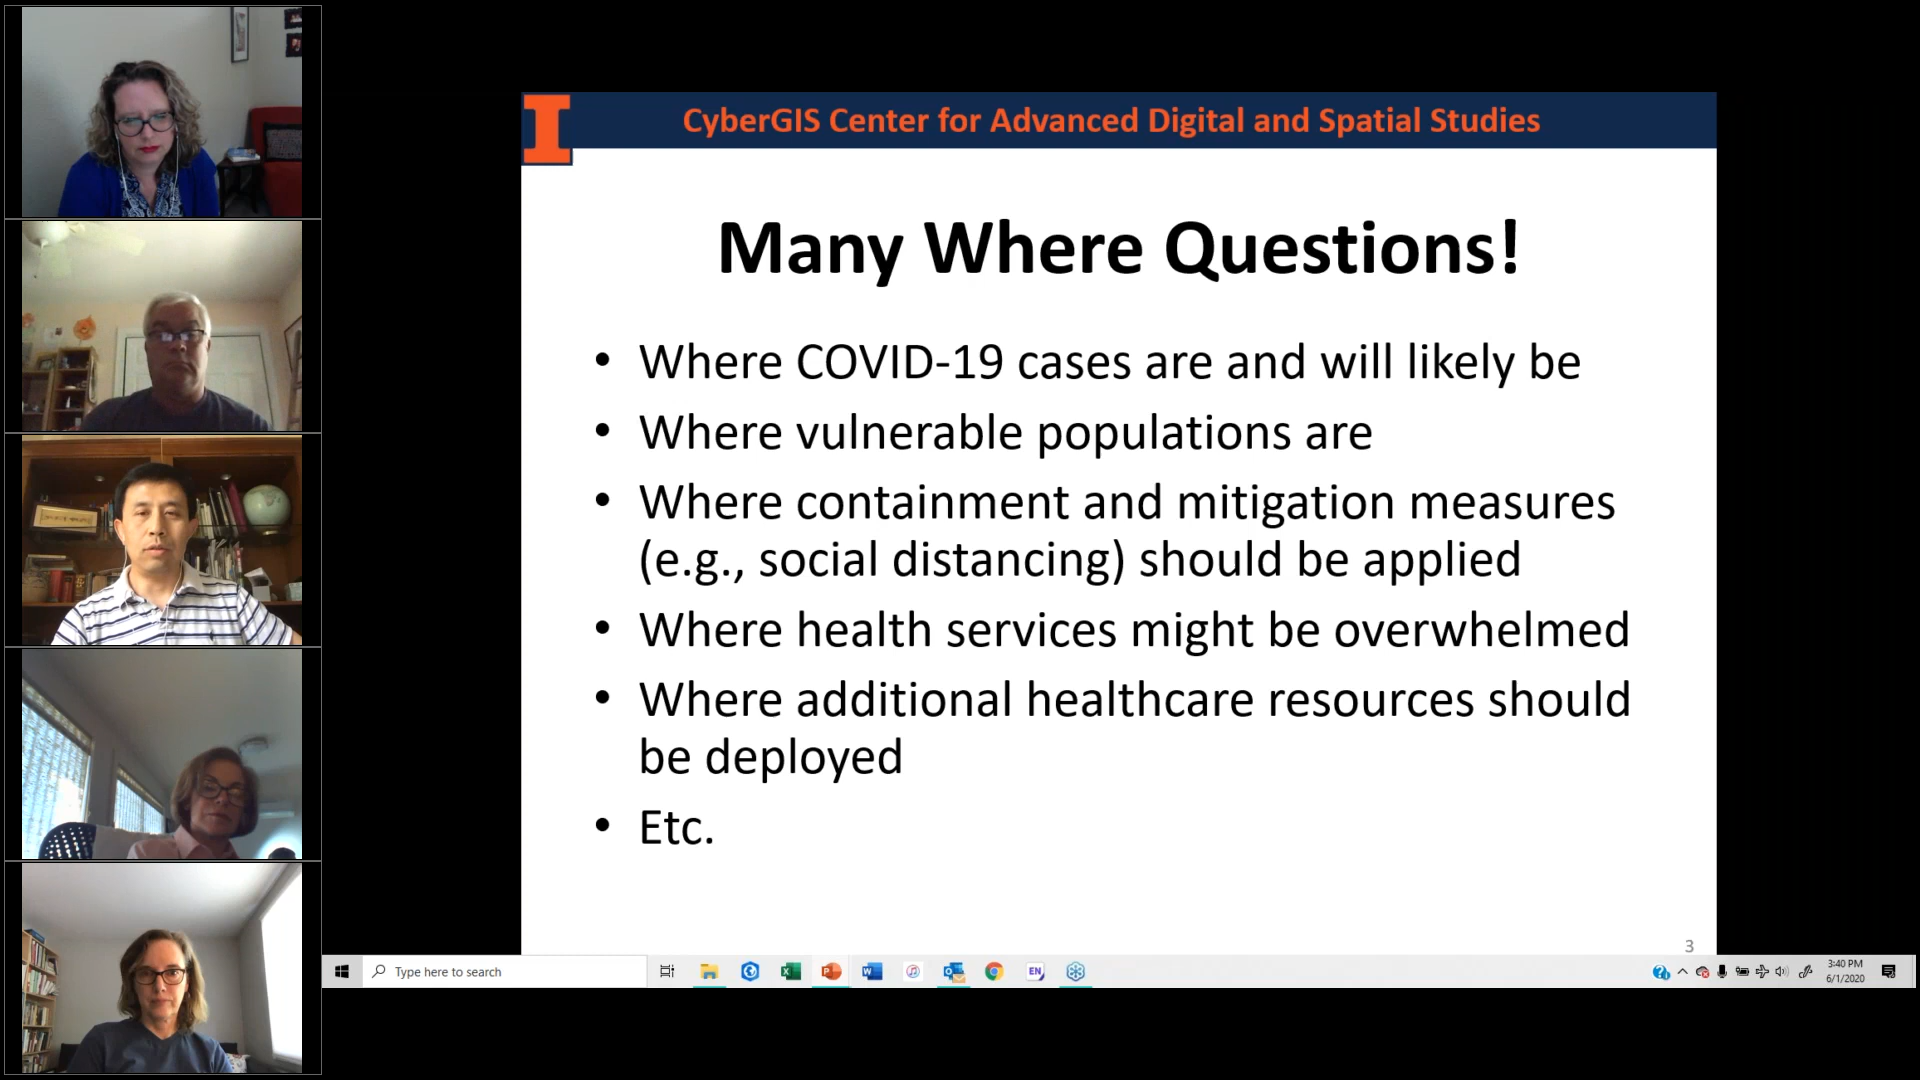 CyberGIS Center for Advanced Digital and Spatial Studies
Many Where Questions!
• Where COVID-19 cases are and will likely be
• Where vulnerable populations are
• Where containment and mitigation measures
(e.g., social distancing) should be applied
• Where health services might be overwhelmed
• Where additional healthcare resources should
be deployed
• Etc.
3
Type here to search
EN
3:40 PM
6/1/2020